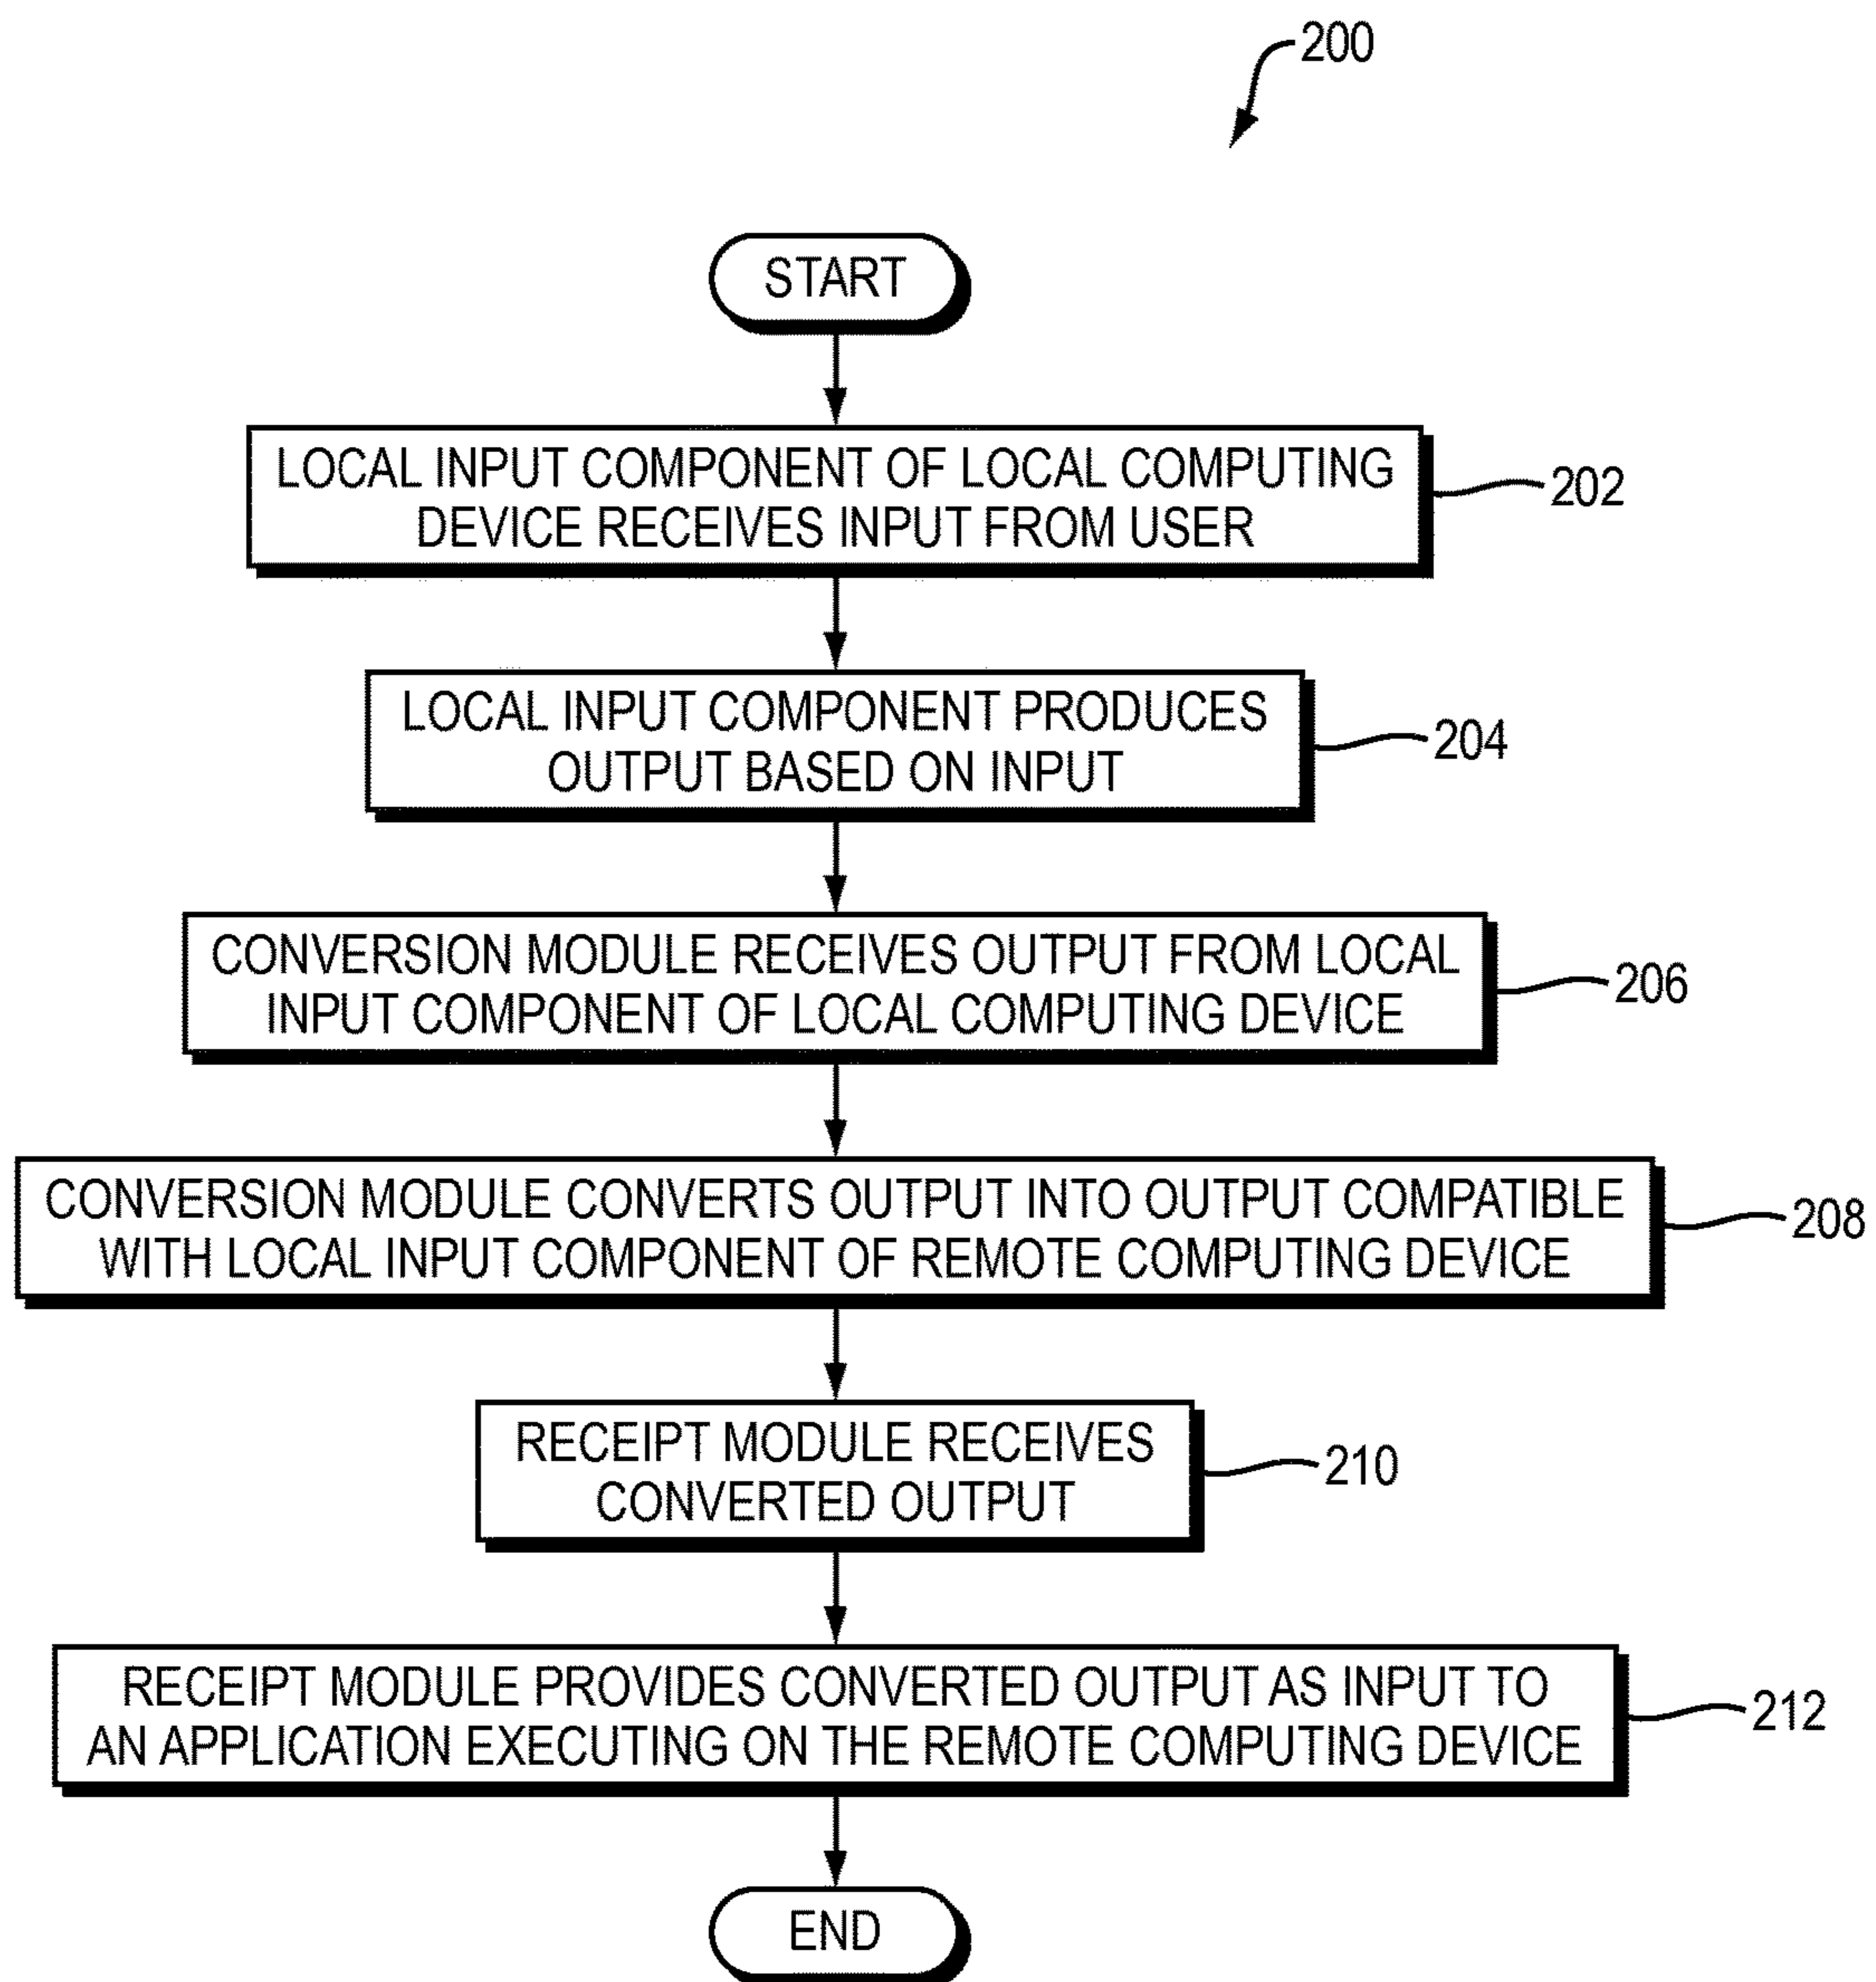 200
START
LOCAL INPUT COMPONENT OF LOCAL COMPUTING
DEVICE RECEIVES INPUT FROM USER
202
LOCAL INPUT COMPONENT PRODUCES
OUTPUT BASED ON INPUT
204
CONVERSION MODULE RECEIVES OUTPUT FROM LOCAL
INPUT COMPONENT OF LOCAL COMPUTING DEVICE
206
CONVERSION MODULE CONVERTS OUTPUT INTO OUTPUT COMPATIBLE
WITH LOCAL INPUT COMPONENT OF REMOTE COMPUTING DEVICE
208
RECEIPT MODULE RECEIVES
CONVERTED OUTPUT
210
RECEIPT MODULE PROVIDES CONVERTED OUTPUT AS INPUT TO
AN APPLICATION EXECUTING ON THE REMOTE COMPUTING DEVICE
212
END